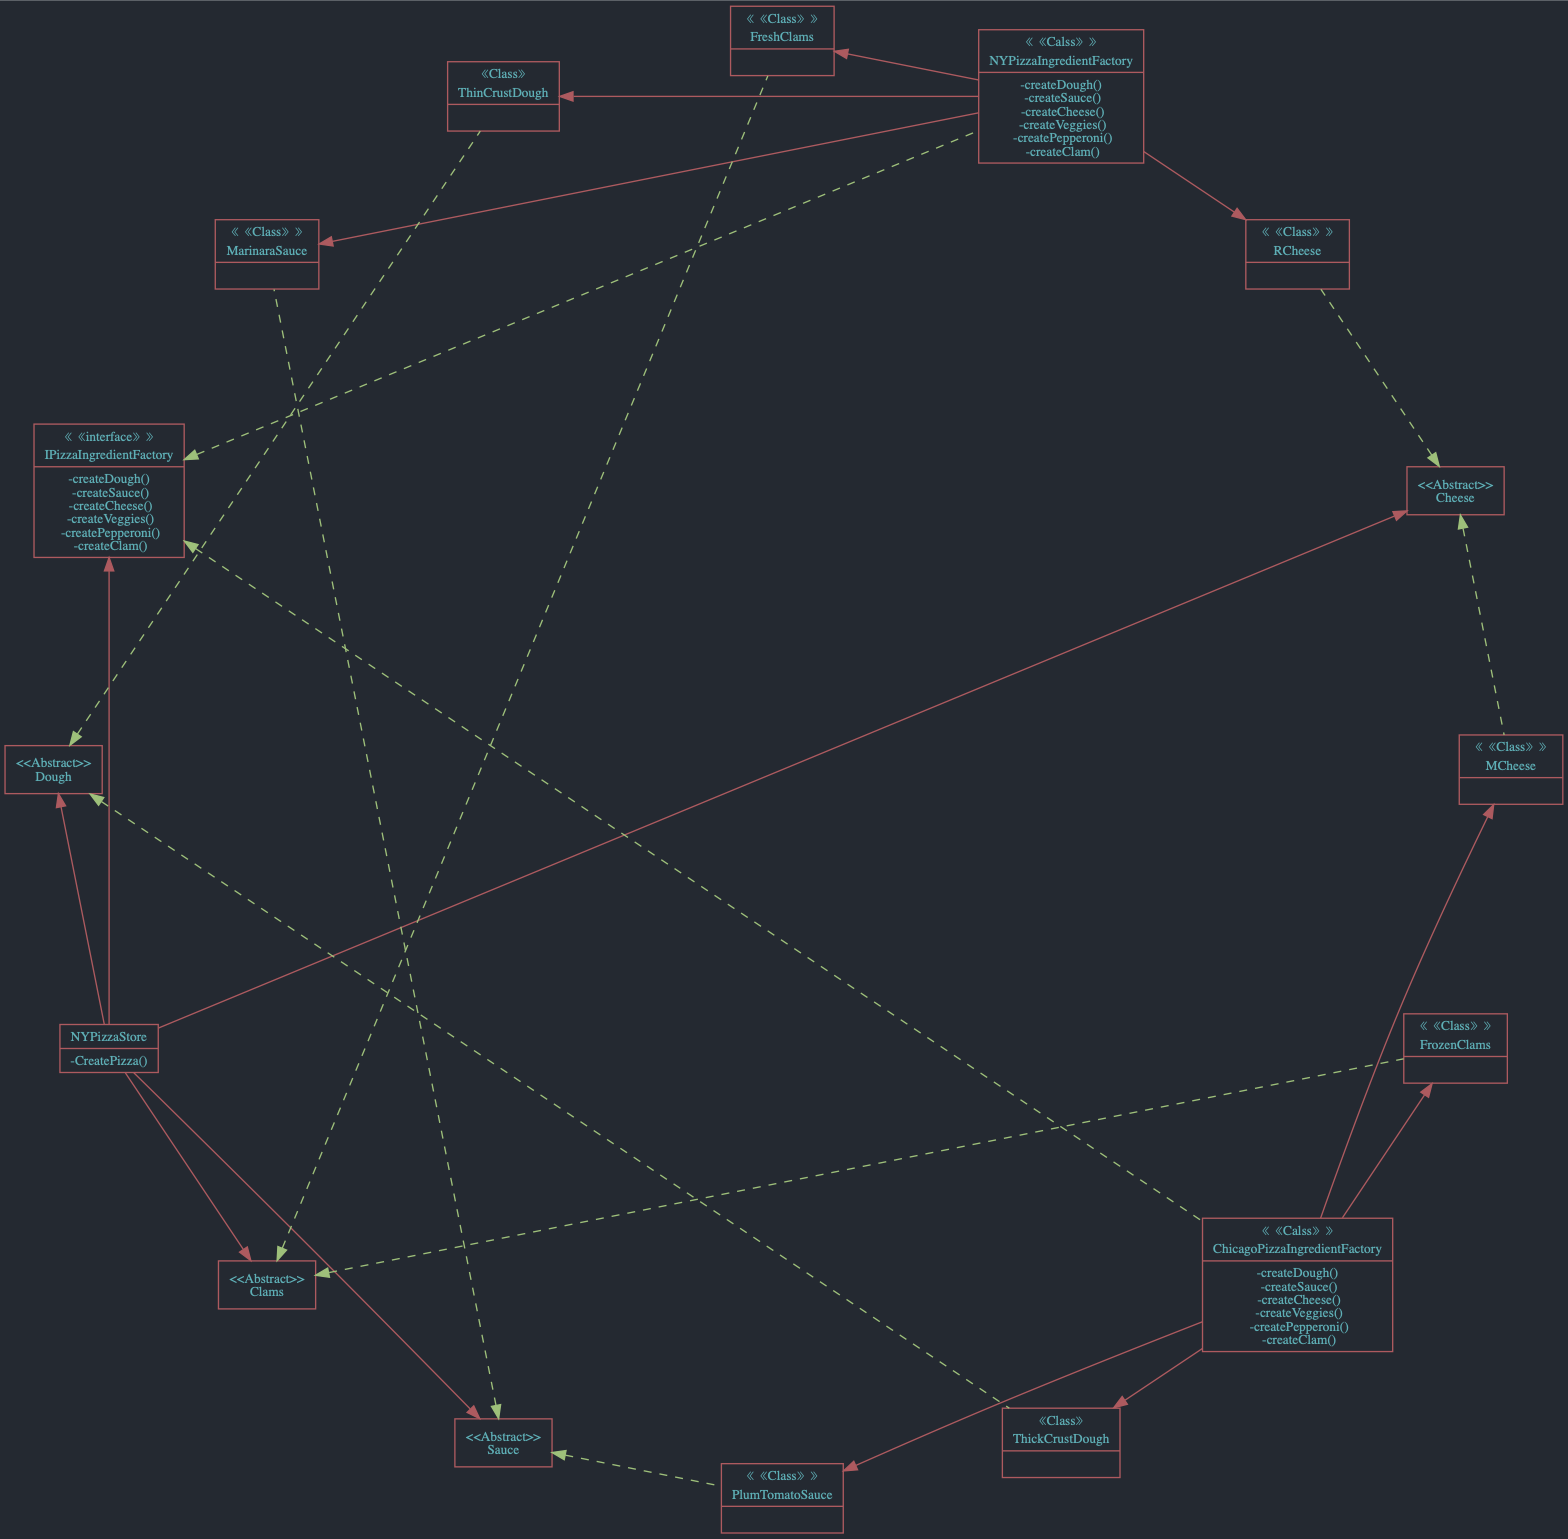 « «Class» »
FreshClams
« «Calss» »
NYPizzaIngredientFactory
-createDough()
-createSauce()
-createCheese()
-createVeggies()
-createPepperoni()
-createClam()
«Class»
ThinCrustDough
« «Class» »
MarinaraSauce
« «Class» »
RCheese
« «interface» »
IPizzaIngredientFactory
-createDough()
-createSauce()
-createCheese()
-createVeggies()
-createPepperoni()
-createClam()
<<Abstract>>
Cheese
<<Abstract>>
Dough
« «Class» »
MCheese
NYPizzaStore
-CreatePizza()
« «Class» »
FrozenClams
<<Abstract>>
Clams
« «Calss» »
ChicagoPizzaIngredientFactory
-createDough()
-createSauce()
-createCheese()
-createVeggies()
-createPepperoni()
-createClam()
<<Abstract>>
Sauce
«Class»
ThickCrustDough
« «Class» »
PlumTomatoSauce